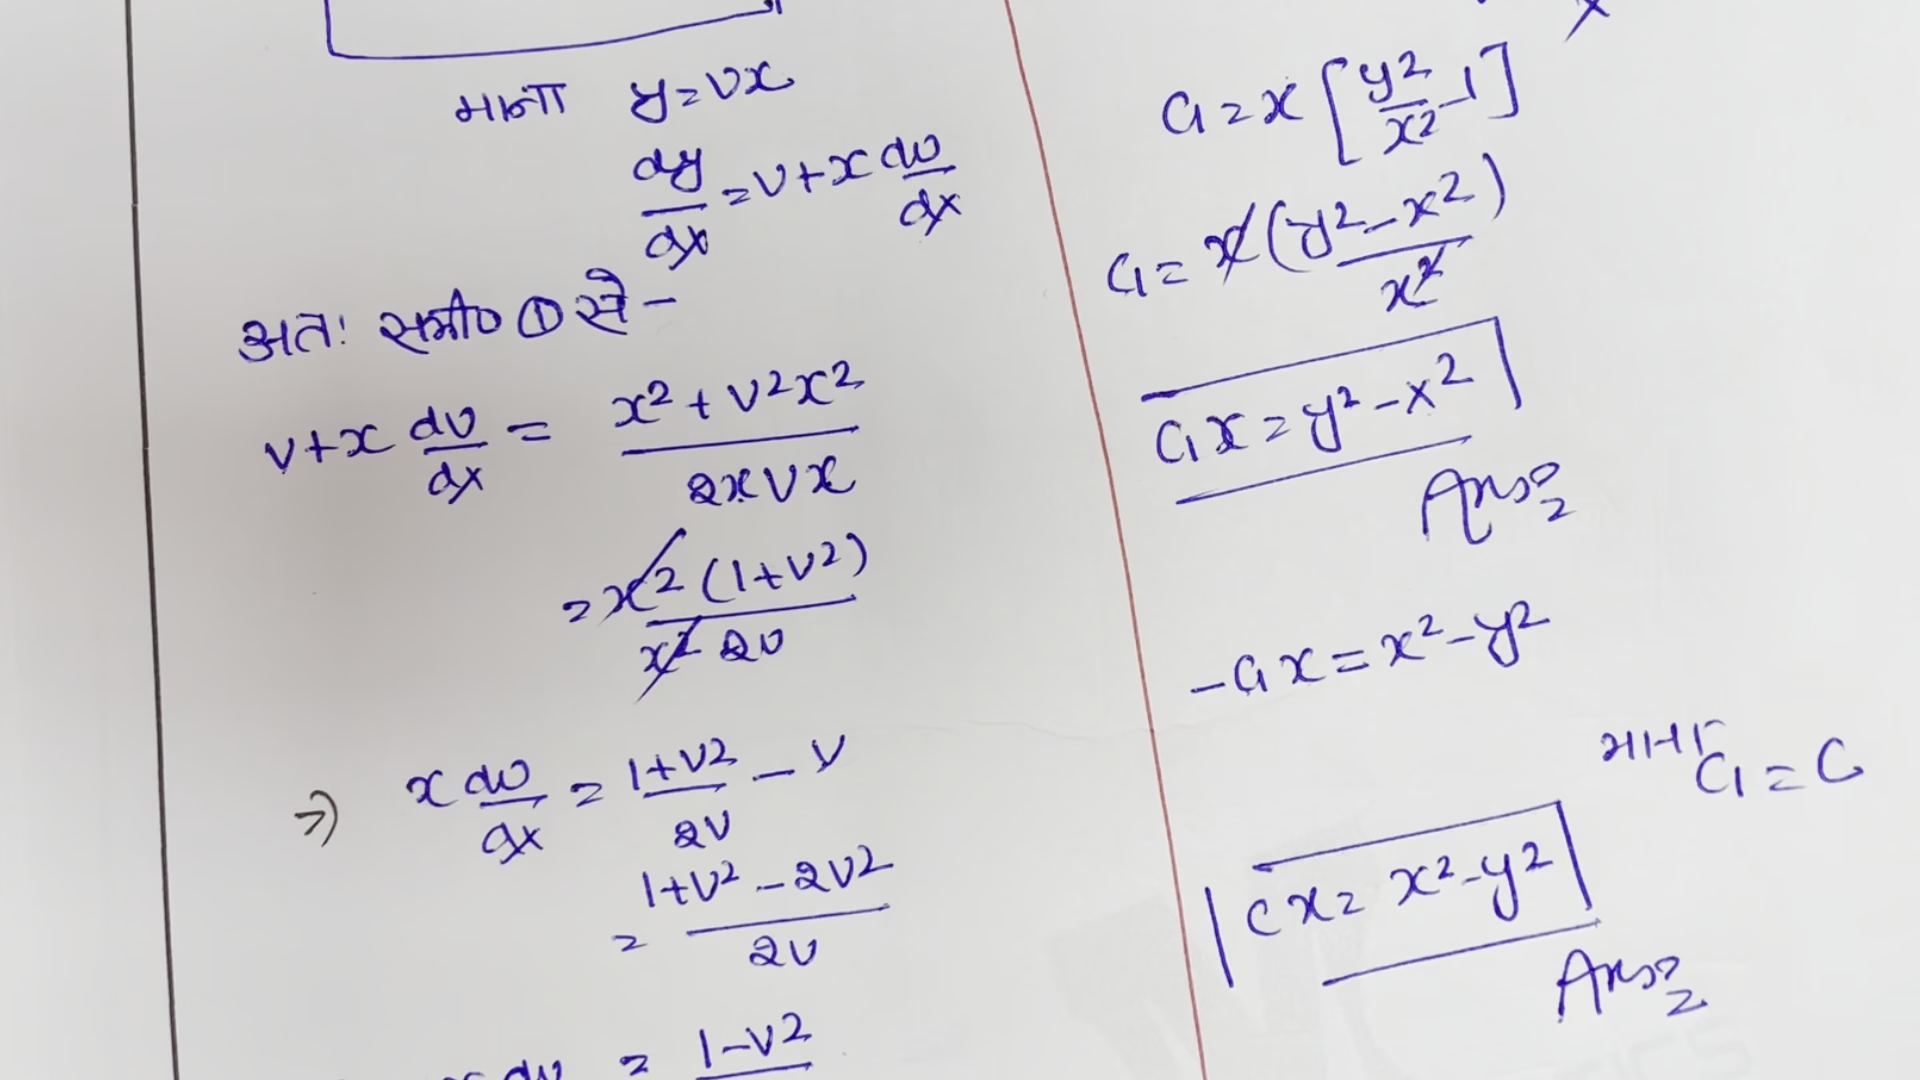 माना y=vx
dy/dx = v+x dv/dx
अतः समी० ① से -
v+x dv/dx = x²+v²x² / 2xvx
= x²(1+v²) / x² 2v
=> x dv/dx = 1+v²/2v - v
= 1+v²-2v² / 2v
dv = 1-v²
C1 = x [y²/x² -1]
C1 = x(y²-x²) / x²
C1x = y²-x²
Ans
-C1x = x²-y²
माना C1 = C
Cx = x²-y²
Ans